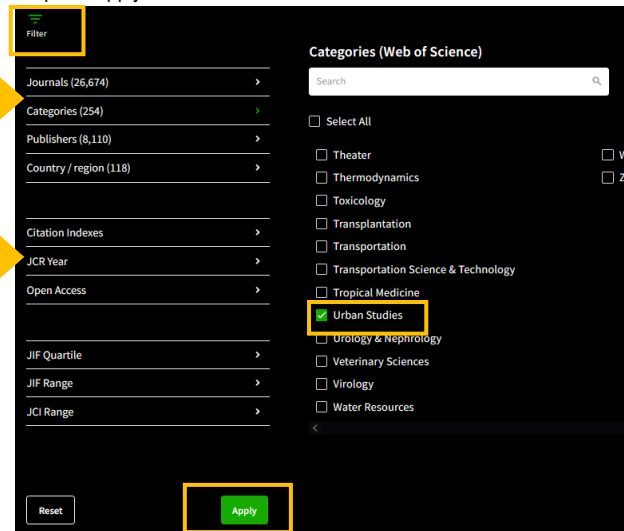 Filter
Categories (Web of Science)
Journals (26,674)
Categories (254)
Publishers (8,110)
Country / region (118)
Citation Indexes
JCR Year
Open Access
JIF Quartile
JIF Range
JCI Range
Reset
Apply
Search
Select All
Theater
Thermodynamics
Toxicology
Transplantation
Transportation
Transportation Science & Technology
Tropical Medicine
Urban Studies
Urology & Nephrology
Veterinary Sciences
Virology
Water Resources
W
Z